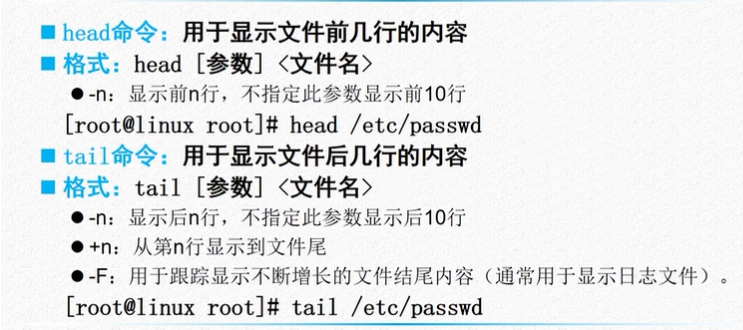 ■ head命令：用于显示文件前几行的内容
■ 格式：head [参数] <文件名>
● -n：显示前n行，不指定此参数显示前10行
[root@linux root]# head /etc/passwd
■ tail命令：用于显示文件后几行的内容
■ 格式：tail [参数] <文件名>
● -n：显示后n行，不指定此参数显示后10行
● +n：从第n行显示到文件尾
● -F：用于跟踪显示不断增长的文件结尾内容（通常用于显示日志文件）。
[root@linux root]# tail /etc/passwd